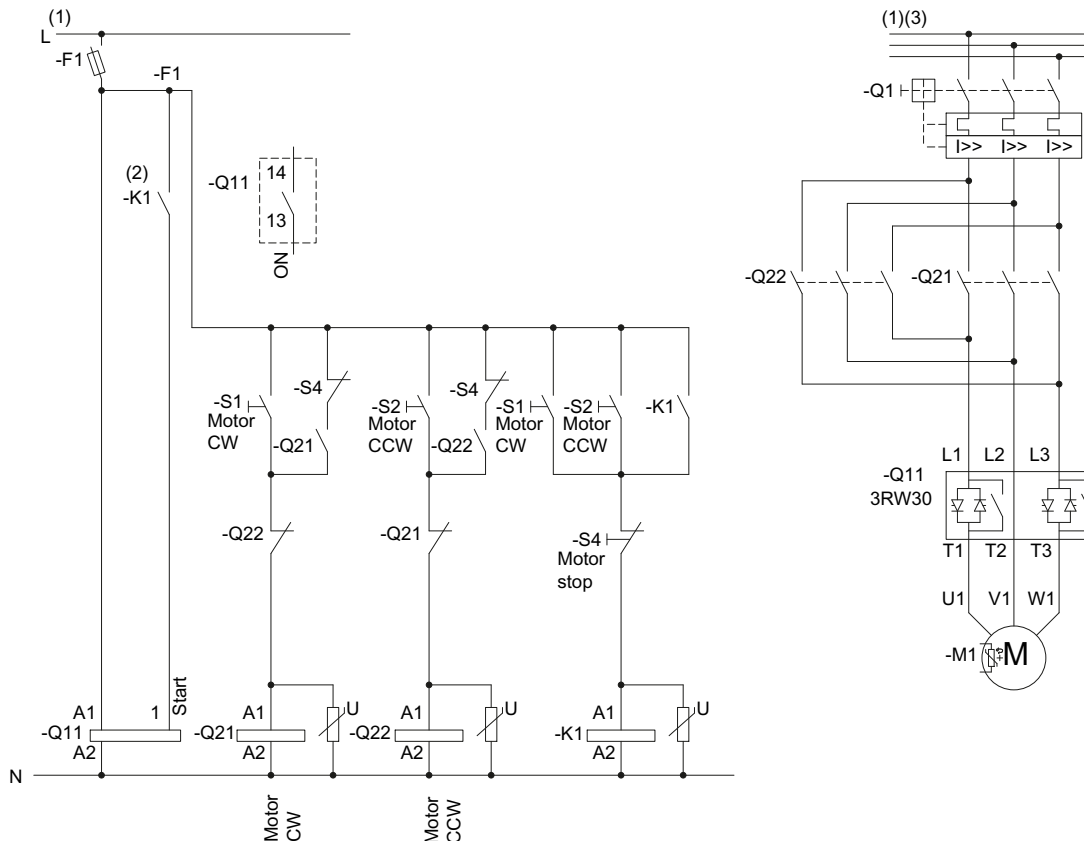 (1)
L
-F1
-F1
(2)
-K1
-Q11
14
13
ON
-S1
Motor
CW
-S4
-Q21
-S2
Motor
CCW
-S4
-Q22
-S1
Motor
CW
-S2
Motor
CCW
-K1
-Q22
-Q21
-S4
Motor
stop
Start
A1
1
-Q11
A2
A1
-Q21
A2
U
A1
-Q22
A2
U
A1
-K1
A2
U
N
Motor
CW
Motor
CCW
(1)(3)
-Q1
I>> I>> I>>
-Q22
-Q21
L1 L2 L3
-Q11
3RW30
T1 T2 T3
U1 V1 W1
-M1
M